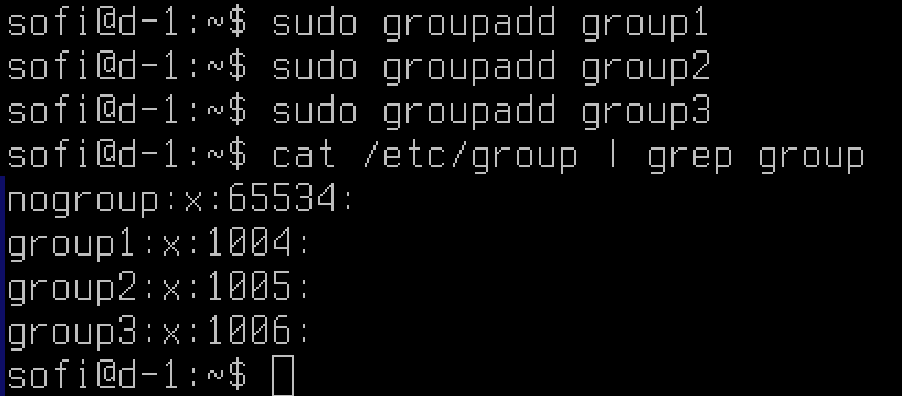 sofi@d-1:~$ sudo groupadd group1
sofi@d-1:~$ sudo groupadd group2
sofi@d-1:~$ sudo groupadd group3
sofi@d-1:~$ cat /etc/group | grep group
nogroup:x:65534:
group1:x:1004:
group2:x:1005:
group3:x:1006:
sofi@d-1:~$